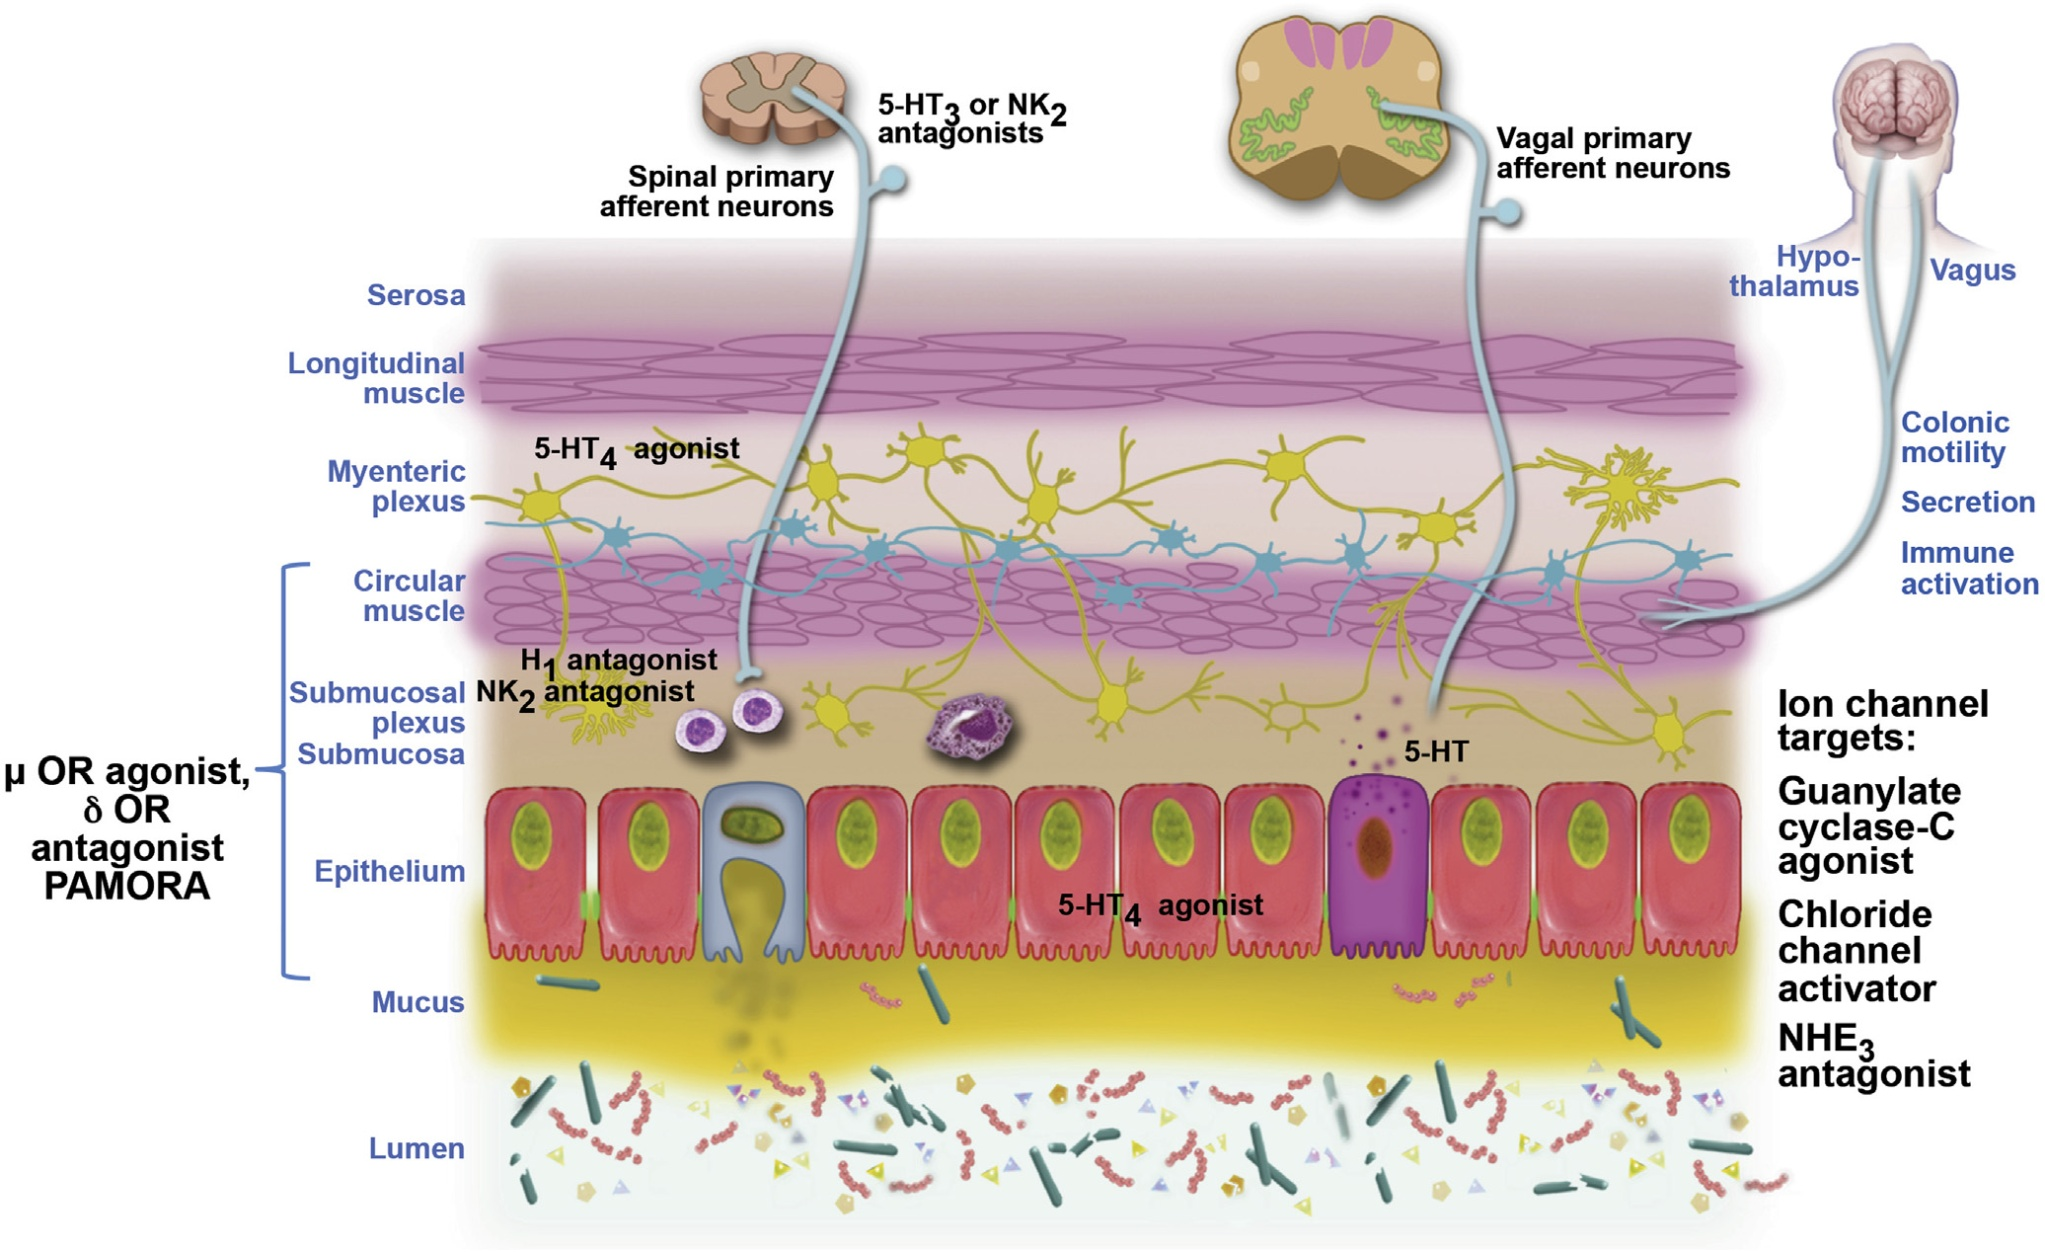 5-HT3 or NK2
antagonists
Spinal primary
afferent neurons
Vagal primary
afferent neurons
Hypo-
thalamus
Vagus
Serosa
Longitudinal
muscle
5-HT4 agonist
Myenteric
plexus
Colonic
motility
Secretion
Immune
activation
Circular
muscle
H1 antagonist
NK2 antagonist
Submucosal
plexus
Submucosa
5-HT
μ OR agonist,
δ OR
antagonist
PAMORA
Epithelium
5-HT4 agonist
Mucus
Lumen
Ion channel
targets:
Guanylate
cyclase-C
agonist
Chloride
channel
activator
NHE3
antagonist